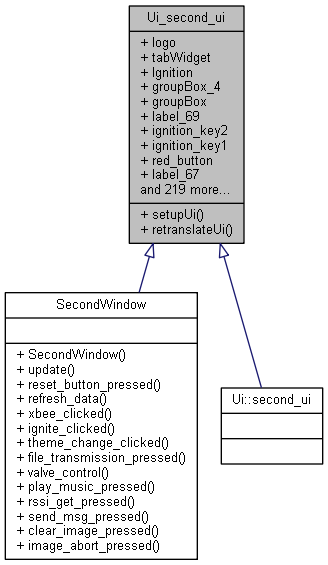 Ui_second_ui
+ logo
+ tabWidget
+ Ignition
+ groupBox_4
+ groupBox
+ label_69
+ ignition_key2
+ ignition_key1
+ red_button
+ label_67
and 219 more...
+ setupUi()
+ retranslateUi()
SecondWindow
+ SecondWindow()
+ update()
+ reset_button_pressed()
+ refresh_data()
+ xbee_clicked()
+ ignite_clicked()
+ theme_change_clicked()
+ file_transmission_pressed()
+ valve_control()
+ play_music_pressed()
+ rssi_get_pressed()
+ send_msg_pressed()
+ clear_image_pressed()
+ image_abort_pressed()
Ui::second_ui